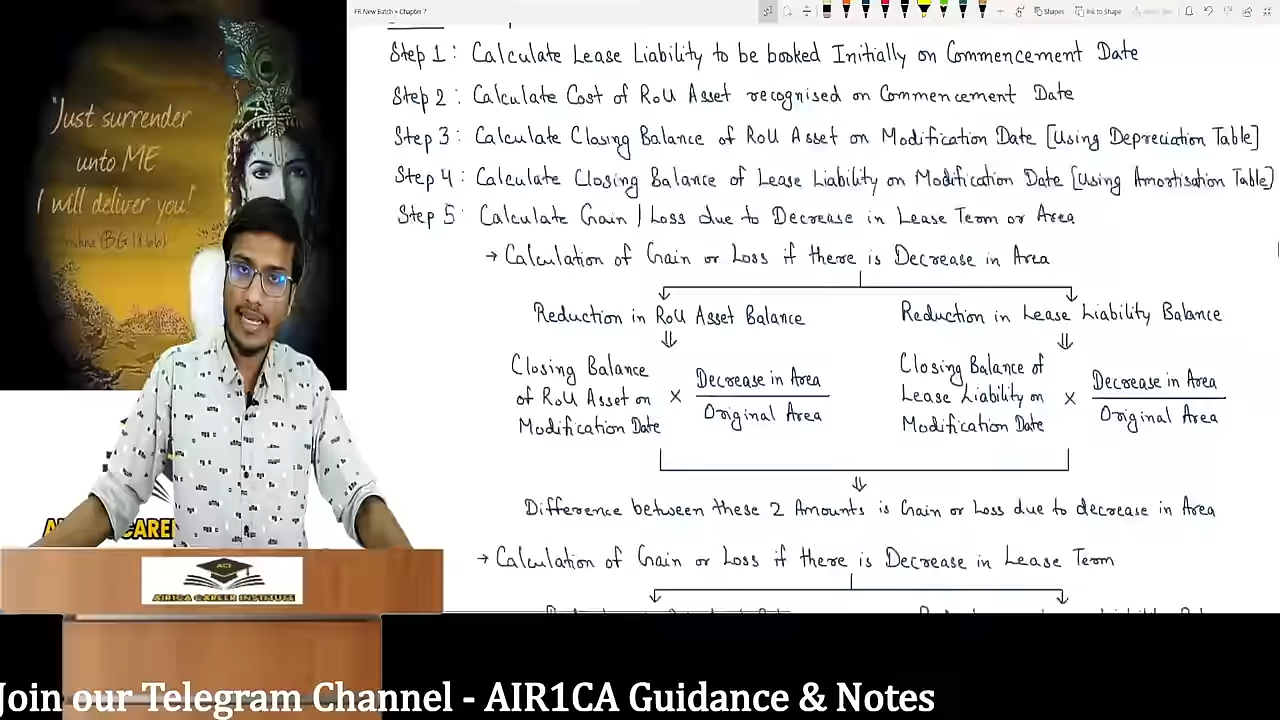 FR New Batch » Chapter 7
Shapes
Ink to Shape
"Just surrender
unto ME
I will deliver you!"
Step 1: Calculate Lease Liability to be booked Initially on Commencement Date
Step 2: Calculate Cost of RoU Asset recognised on Commencement Date
Step 3: Calculate Closing Balance of RoU Asset on Modification Date [Using Depreciation Table]
Step 4: Calculate Closing Balance of Lease Liability on Modification Date [Using Amortisation Table]
Step 5: Calculate Gain / Loss due to Decrease in Lease Term or Area
→ Calculation of Gain or Loss if there is Decrease in Area
Reduction in RoU Asset Balance
Closing Balance
of RoU Asset on
Modification Date
×
Decrease in Area
Original Area
Reduction in Lease Liability Balance
Closing Balance of
Lease Liability on
Modification Date
×
Decrease in Area
Original Area
Difference between these 2 Amounts is Gain or Loss due to decrease in Area
→ Calculation of Gain or Loss if there is Decrease in Lease Term
ACI
AIR1CA CAREER INSTITUTE
Join our Telegram Channel - AIR1CA Guidance & Notes